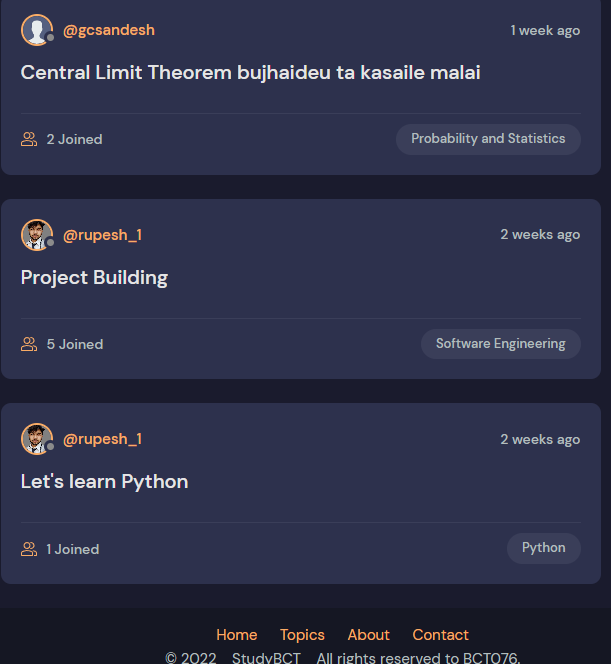 @gcsandesh 1 week ago
Central Limit Theorem bujhaideu ta kasaile malai
2 Joined Probability and Statistics
@rupesh_1 2 weeks ago
Project Building
5 Joined Software Engineering
@rupesh_1 2 weeks ago
Let's learn Python
1 Joined Python
Home Topics About Contact
© 2022 StudyBCT All rights reserved to BCT076.